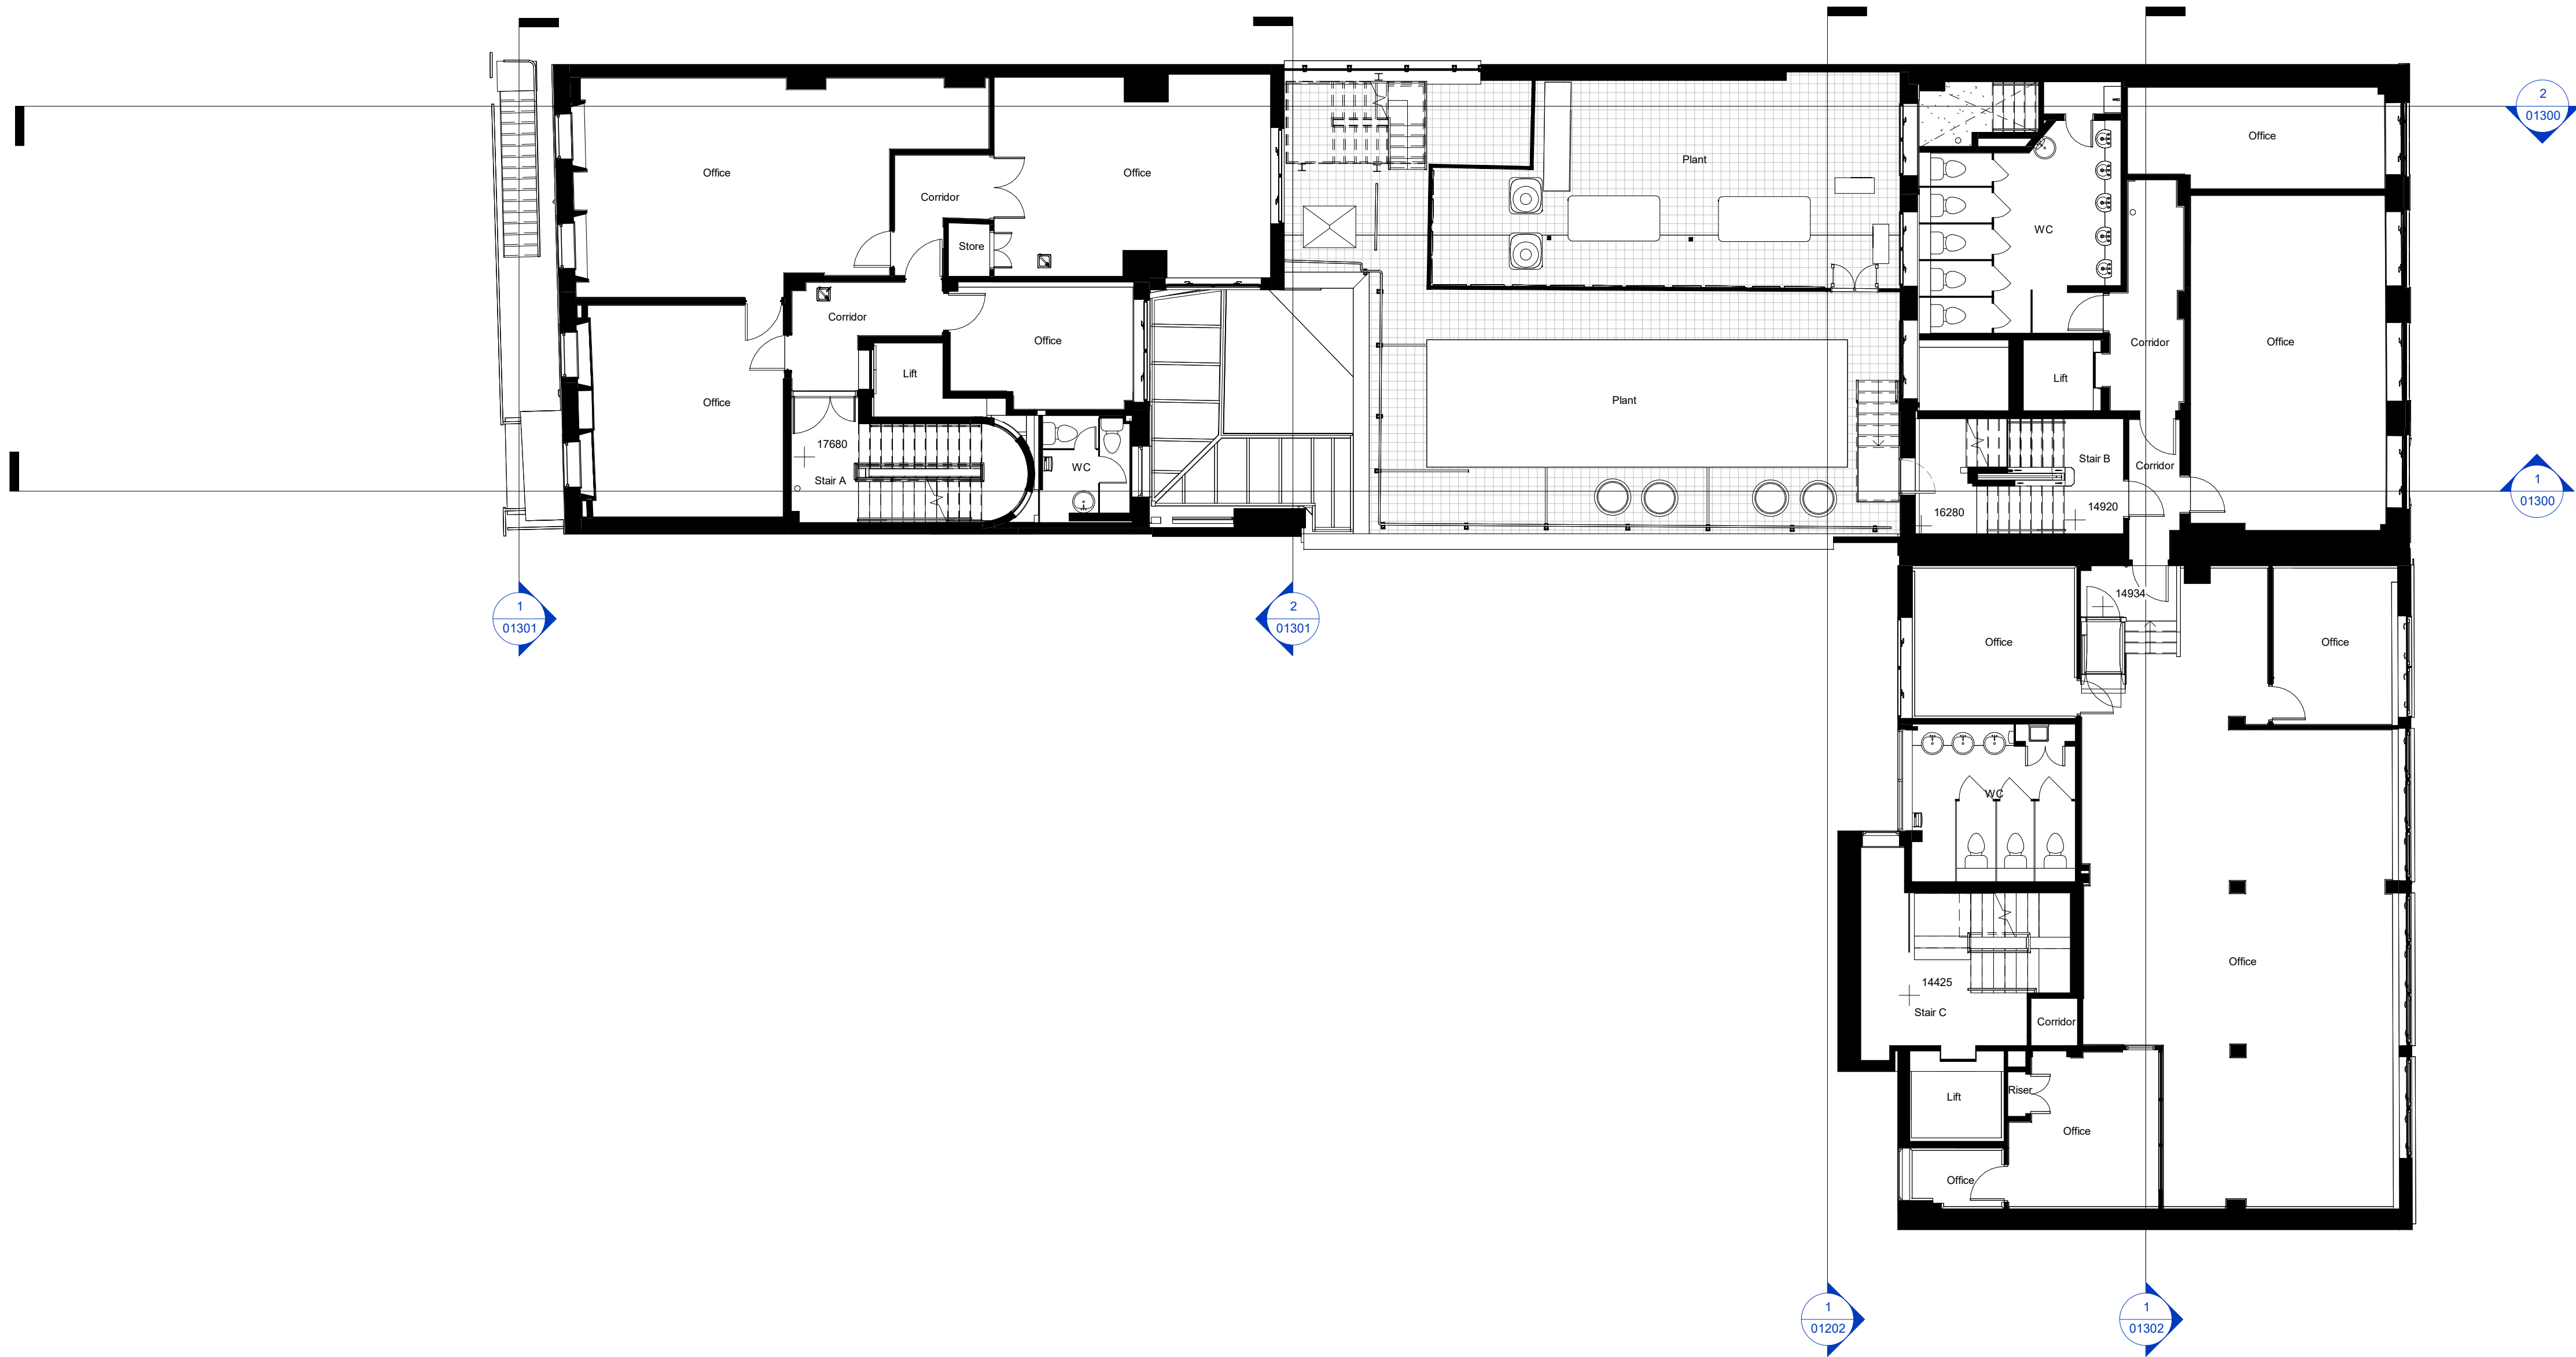 2
01300
Office
Office
Corridor
Store
Office
Corridor
Lift
Office
Office
17680
Stair A
WC
Plant
Plant
WC
Office
Office
Corridor
Lift
Stair B
Corridor
16280
14920
1
01300
1
01301
2
01301
14934
Office
Office
WC
Office
14425
Stair C
Corridor
Lift
Riser
Office
Office
1
01202
1
01302